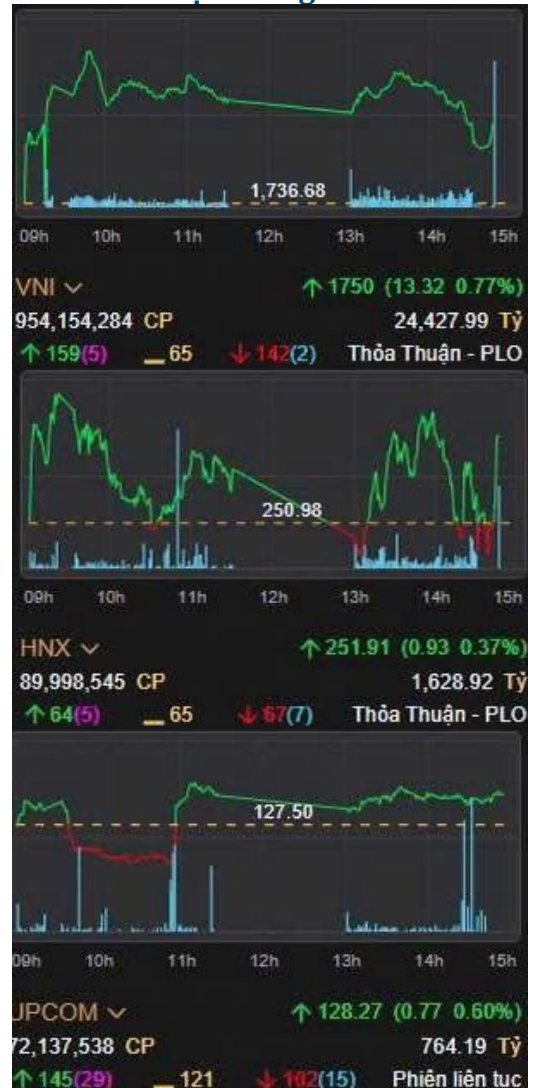 1,736.68
09h 10h 11h 12h 13h 14h 15h
VNI ↑ 1750 (13.32 0.77%)
954,154,284 CP 24,427.99 Tỷ
↑ 159(5) 65 ↓ 142(2) Thỏa Thuận - PLO
250.98
09h 10h 11h 12h 13h 14h 15h
HNX ↑ 251.91 (0.93 0.37%)
89,998,545 CP 1,628.92 Tỷ
↑ 64(5) 65 ↓ 67(7) Thỏa Thuận - PLO
127.50
09h 10h 11h 12h 13h 14h 15h
UPCOM ↑ 128.27 (0.77 0.60%)
72,137,538 CP 764.19 Tỷ
↑ 145(29) 121 ↓ 102(15) Phiên liên tục